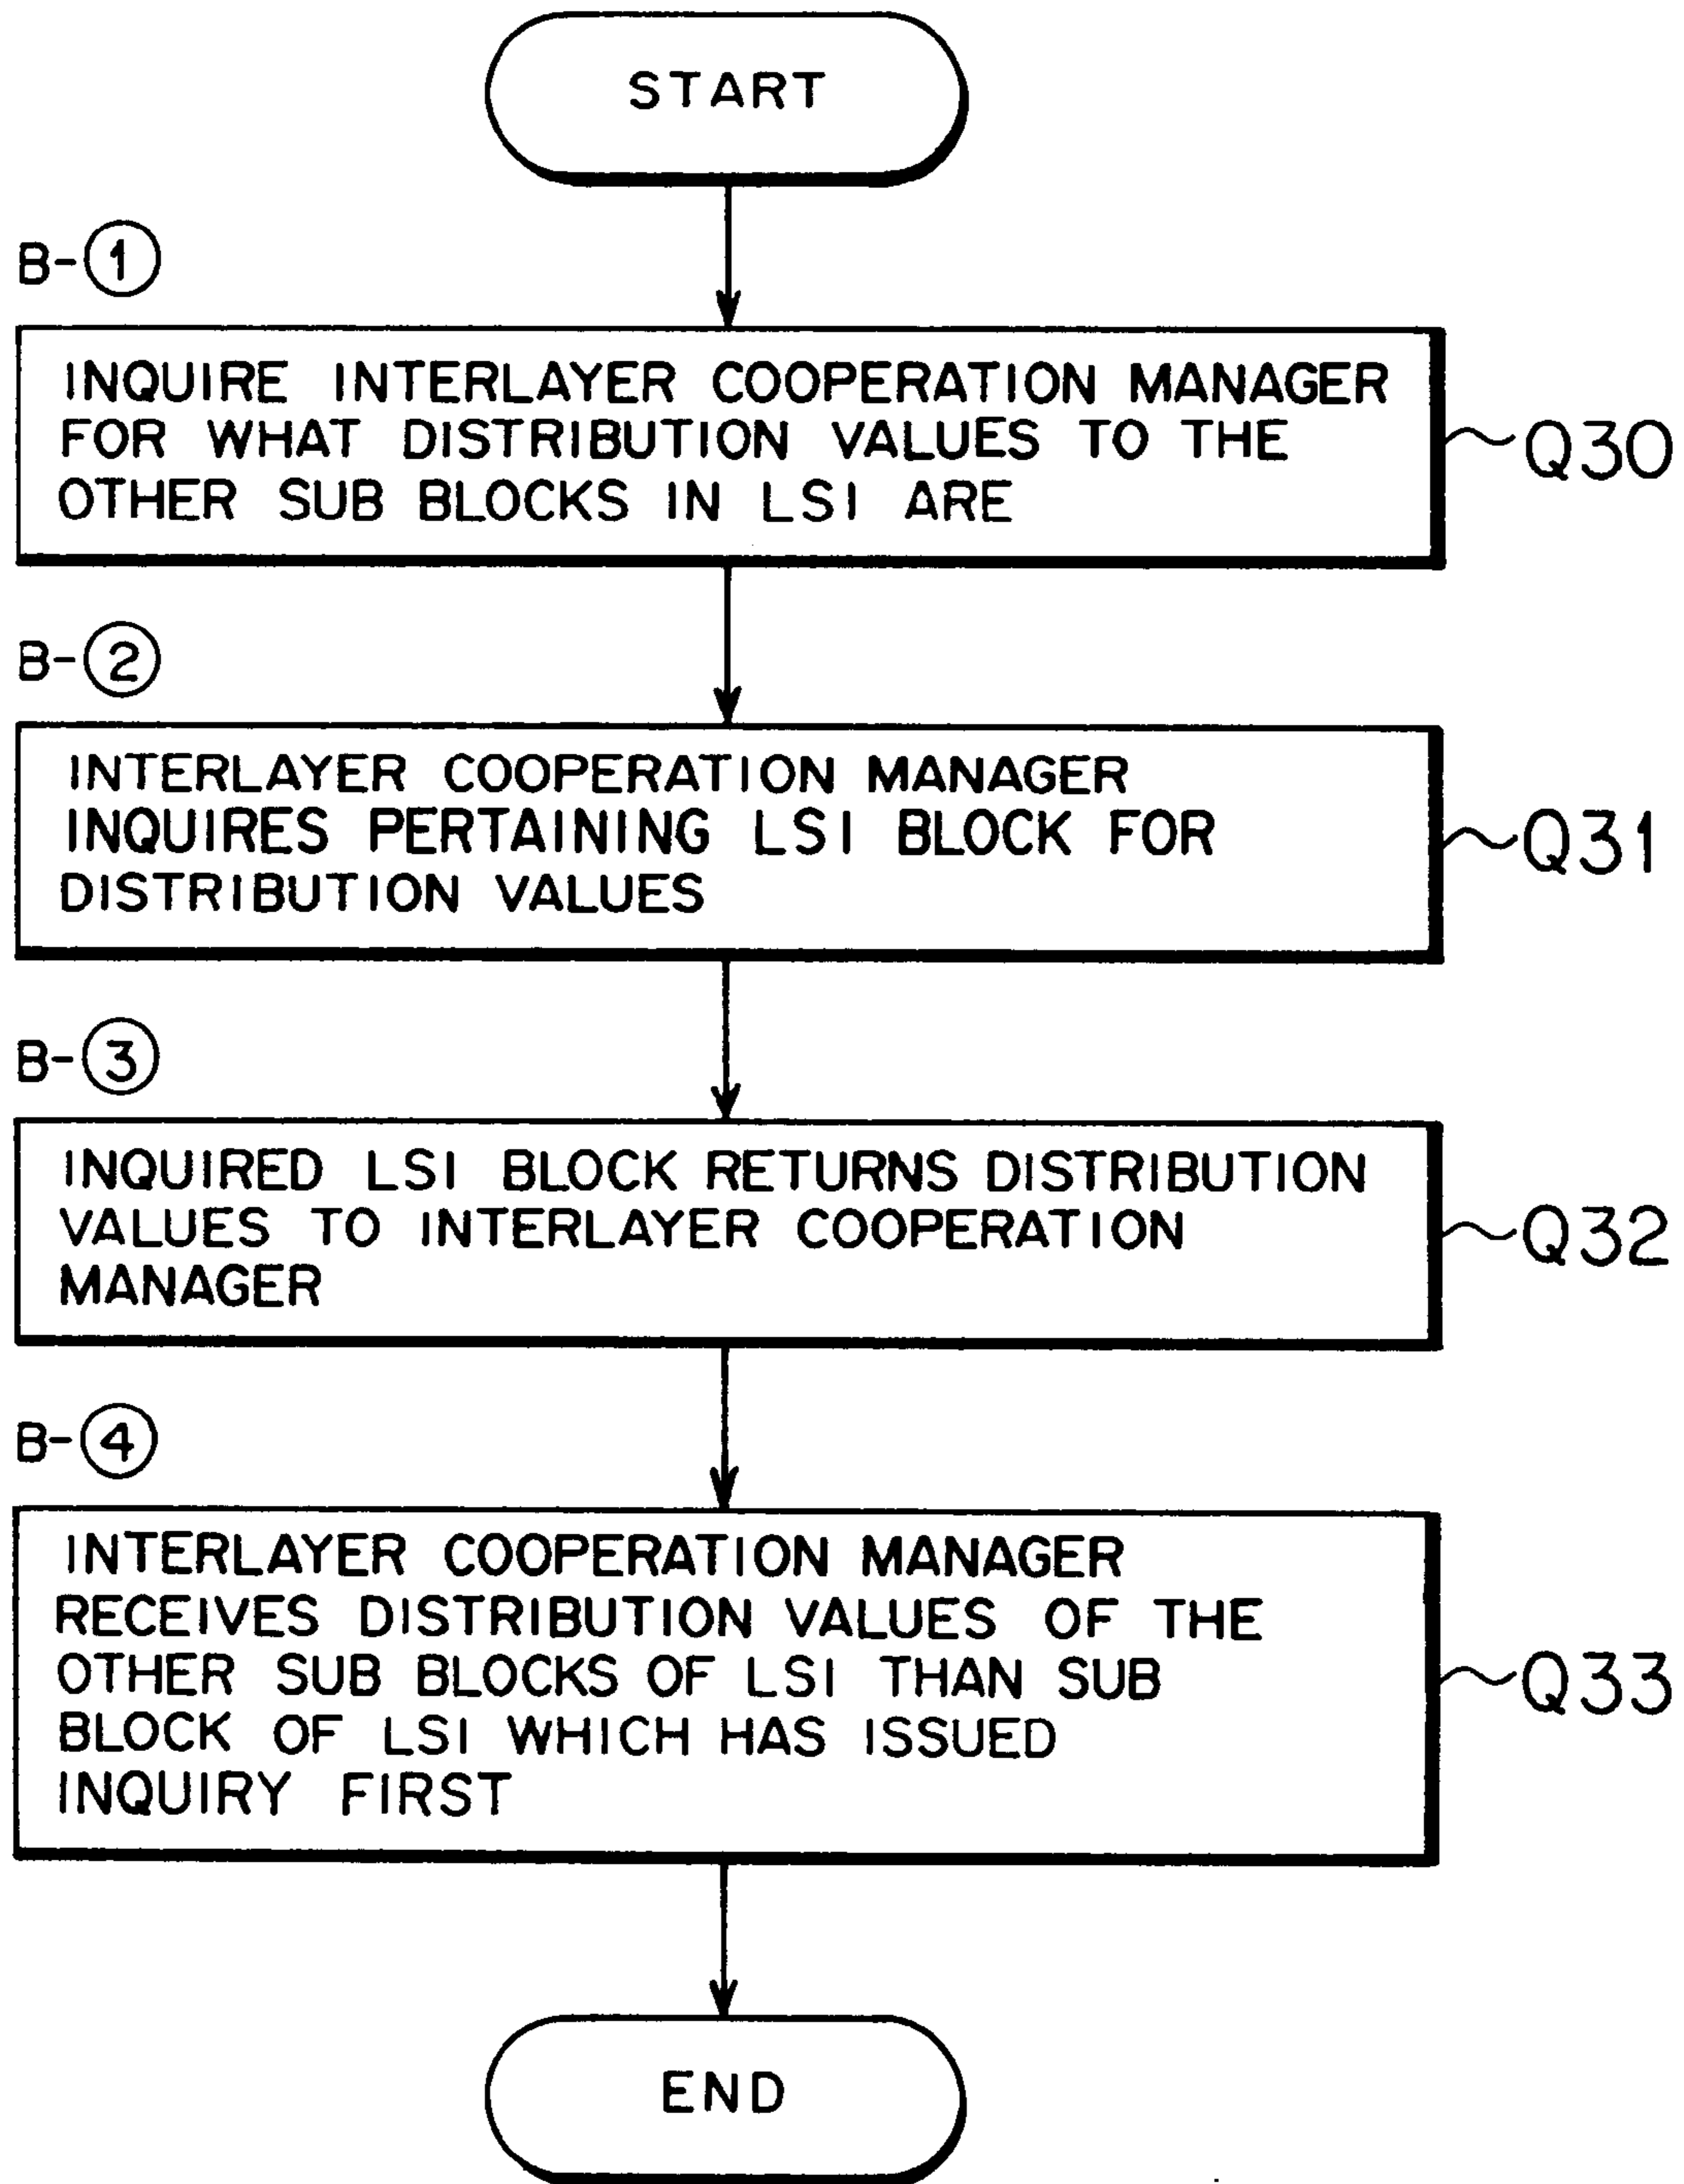 START
B-①
INQUIRE INTERLAYER COOPERATION MANAGER
FOR WHAT DISTRIBUTION VALUES TO THE
OTHER SUB BLOCKS IN LSI ARE
Q30
B-②
INTERLAYER COOPERATION MANAGER
INQUIRES PERTAINING LSI BLOCK FOR
DISTRIBUTION VALUES
Q31
B-③
INQUIRED LSI BLOCK RETURNS DISTRIBUTION
VALUES TO INTERLAYER COOPERATION
MANAGER
Q32
B-④
INTERLAYER COOPERATION MANAGER
RECEIVES DISTRIBUTION VALUES OF THE
OTHER SUB BLOCKS OF LSI THAN SUB
BLOCK OF LSI WHICH HAS ISSUED
INQUIRY FIRST
Q33
END